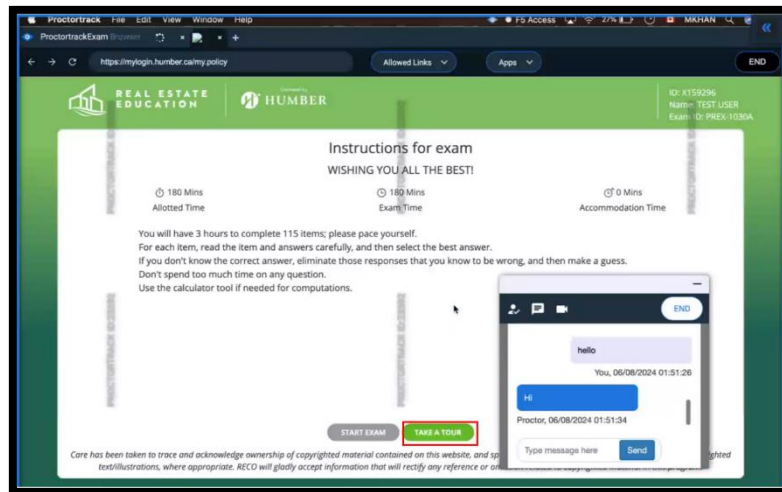 Proctortrack File Edit View Window Help
F5 Access 27% MKHAN
ProctortrackExam Browser
https://mylogin.humber.ca/my.policy
Allowed Links
Apps
END
REAL ESTATE
EDUCATION
HUMBER
ID: X159296
Name: TEST USER
Exam ID: PREX-1030A
Instructions for exam
WISHING YOU ALL THE BEST!
180 Mins
Allotted Time
180 Mins
Exam Time
0 Mins
Accommodation Time
You will have 3 hours to complete 115 items; please pace yourself.
For each item, read the item and answers carefully, and then select the best answer.
If you don't know the correct answer, eliminate those responses that you know to be wrong, and then make a guess.
Don't spend too much time on any question.
Use the calculator tool if needed for computations.
END
hello
You, 06/08/2024 01:51:26
Hi
Proctor, 06/08/2024 01:51:34
Type message here
Send
START EXAM
TAKE A TOUR
Care has been taken to trace and acknowledge ownership of copyrighted material contained on this website, and
text/illustrations, where appropriate. RECO will gladly accept information that will rectify any reference or